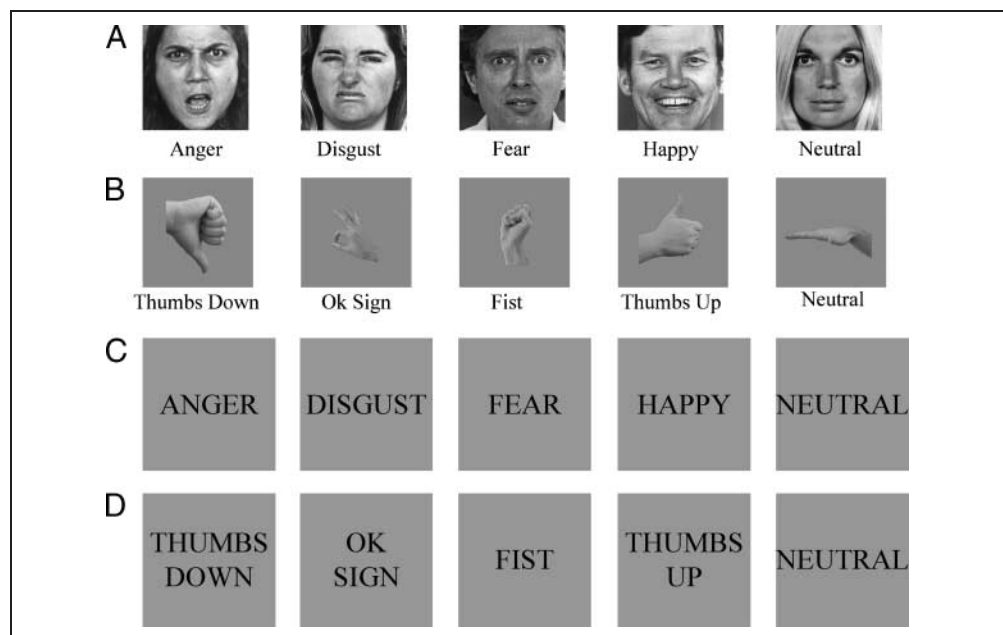 A
Anger Disgust Fear Happy Neutral
B
Thumbs Down Ok Sign Fist Thumbs Up Neutral
C
ANGER DISGUST FEAR HAPPY NEUTRAL
D
THUMBS OK THUMBS
DOWN SIGN FIST UP NEUTRAL